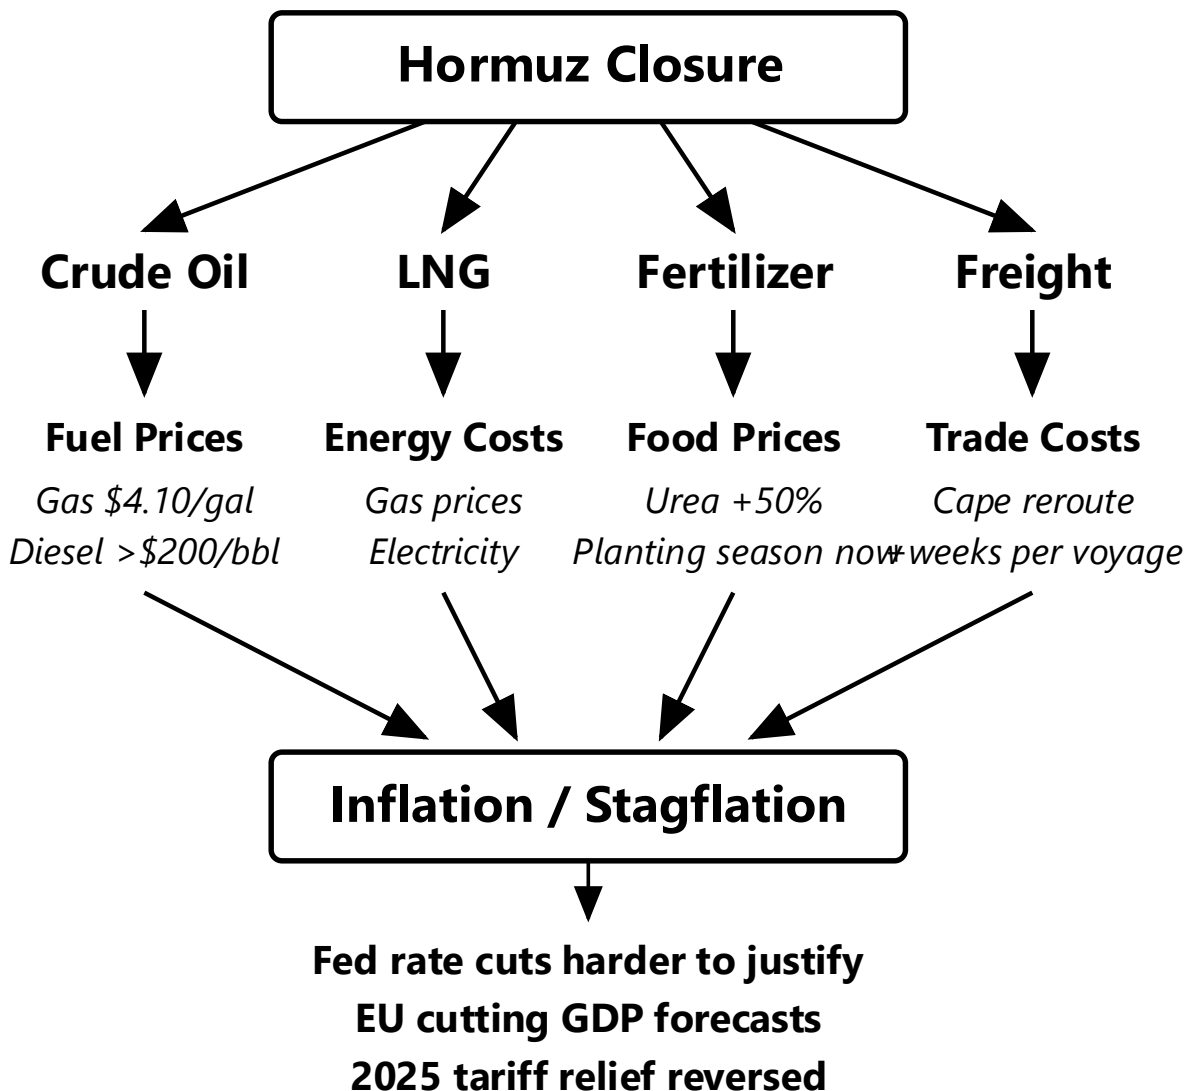 Hormuz Closure
Crude Oil
LNG
Fertilizer
Freight
Fuel Prices
Energy Costs
Food Prices
Trade Costs
Gas $4.10/gal
Gas prices
Urea +50%
Cape reroute
Diesel >$200/bbl
Electricity
Planting season now
+weeks per voyage
Inflation / Stagflation
Fed rate cuts harder to justify
EU cutting GDP forecasts
2025 tariff relief reversed